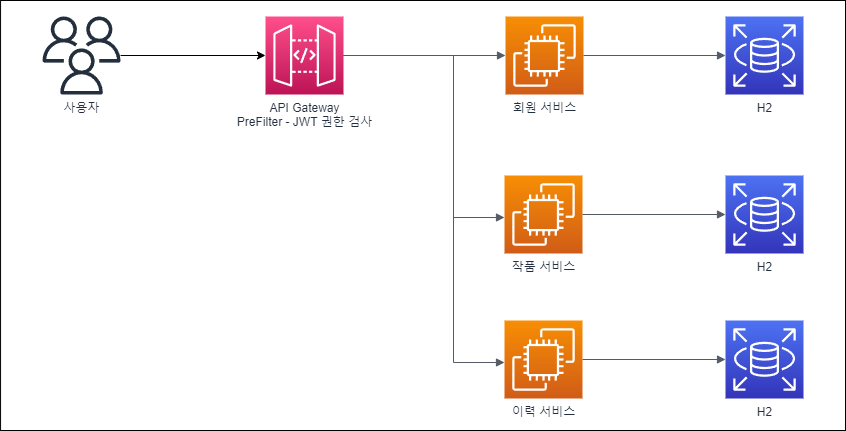 사용자
API Gateway
PreFilter - JWT 권한 검사
회원 서비스
H2
작품 서비스
H2
이력 서비스
H2